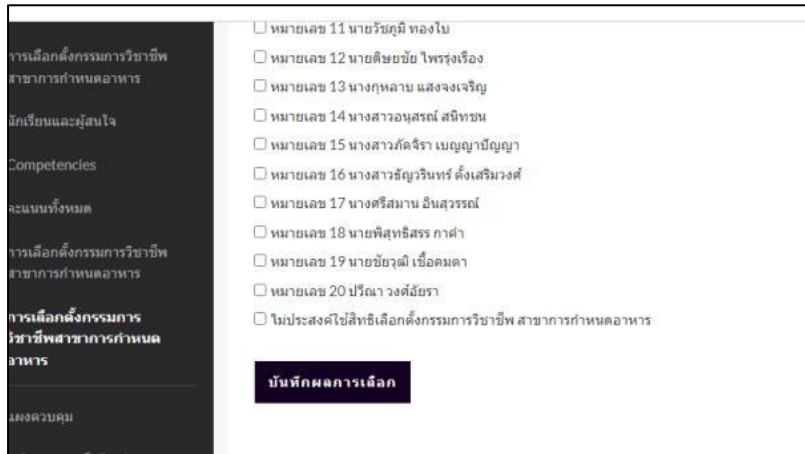 การเลือกตั้งกรรมการวิชาชีพ
สาขาการกำหนดอาหาร
นักเรียนและผู้สนใจ
Competencies
คะแนนทั้งหมด
การเลือกตั้งกรรมการวิชาชีพ
สาขาการกำหนดอาหาร
การเลือกตั้งกรรมการ
วิชาชีพสาขาการกำหนด
อาหาร
แผงควบคุม
หมายเลข 11 นายวัชภูมิ ทองใบ
หมายเลข 12 นายดิษยชัย ไพรรุ่งเรือง
หมายเลข 13 นางกุหลาบ แสงจงเจริญ
หมายเลข 14 นางสาวอนุสรณ์ สนิทชน
หมายเลข 15 นางสาวภัคจิรา เบญญาปัญญา
หมายเลข 16 นางสาวธัญวรินทร์ ตั้งเสริมวงศ์
หมายเลข 17 นางศรีสมาน อินสุวรรณ์
หมายเลข 18 นายพิสุทธิสรร กาคำ
หมายเลข 19 นายชัยวุฒิ เชื้อคมตา
หมายเลข 20 ปวีณา วงศ์อัยรา
ไม่ประสงค์ใช้สิทธิเลือกตั้งกรรมการวิชาชีพ สาขาการกำหนดอาหาร
บันทึกผลการเลือก